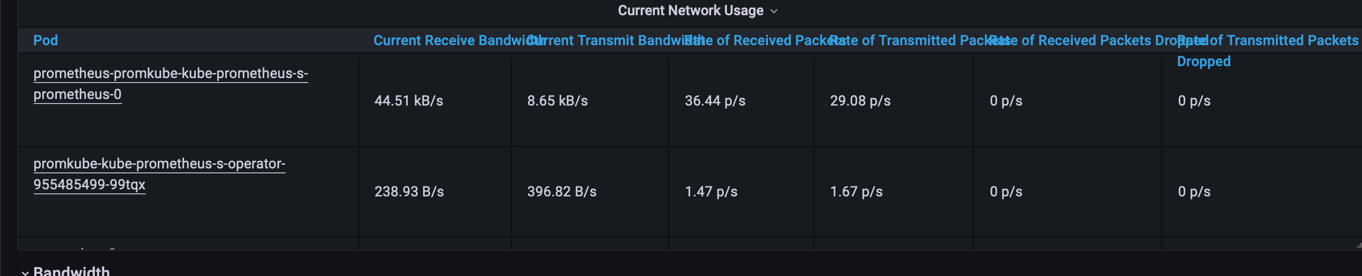 Current Network Usage
Pod Current Receive Bandwidth Current Transmit Bandwidth Rate of Received Packets Rate of Transmitted Packets Rate of Received Packets Dropped Rate of Transmitted Packets Dropped
prometheus-promkube-kube-prometheus-s-
prometheus-0
44.51 kB/s 8.65 kB/s 36.44 p/s 29.08 p/s 0 p/s 0 p/s
promkube-kube-prometheus-s-operator-
955485499-99tqx
238.93 B/s 396.82 B/s 1.47 p/s 1.67 p/s 0 p/s 0 p/s
Bandwidth